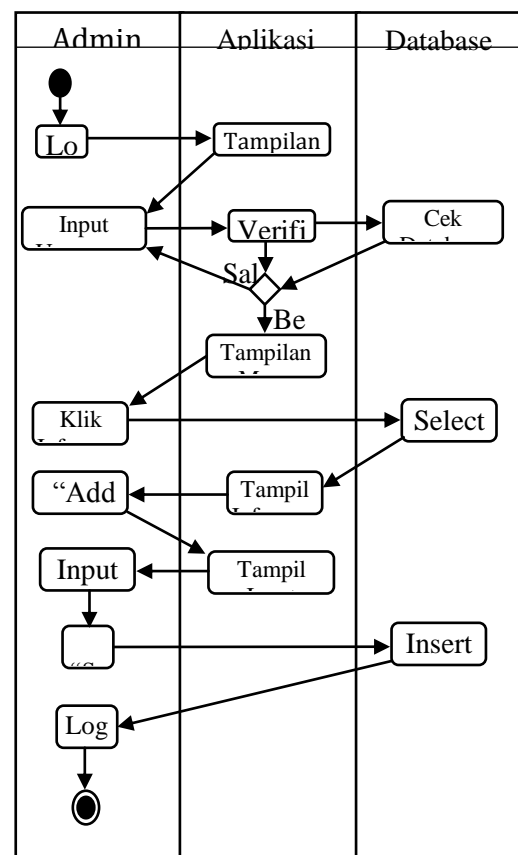 Admin Aplikasi Database
Lo
Tampilan
Input
Verifi
Cek
Sal
Be
Tampilan
Klik
Select
“Add
Tampil
Input
Tampil
Insert
Log